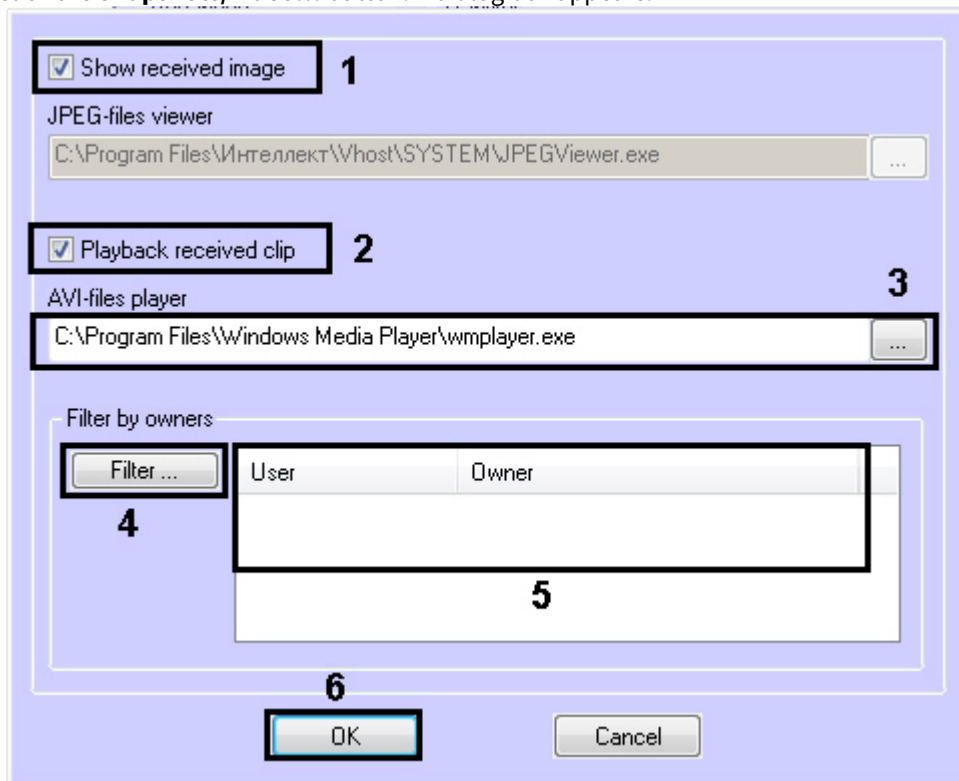 Show received image 1
JPEG-files viewer
C:\Program Files\Интеллект\Vhost\SYSTEM\JPEGViewer.exe ...
Playback received clip 2
3
AVI-files player
C:\Program Files\Windows Media Player\wmplayer.exe ...
Filter by owners
Filter ... User Owner
4
5
6
OK Cancel